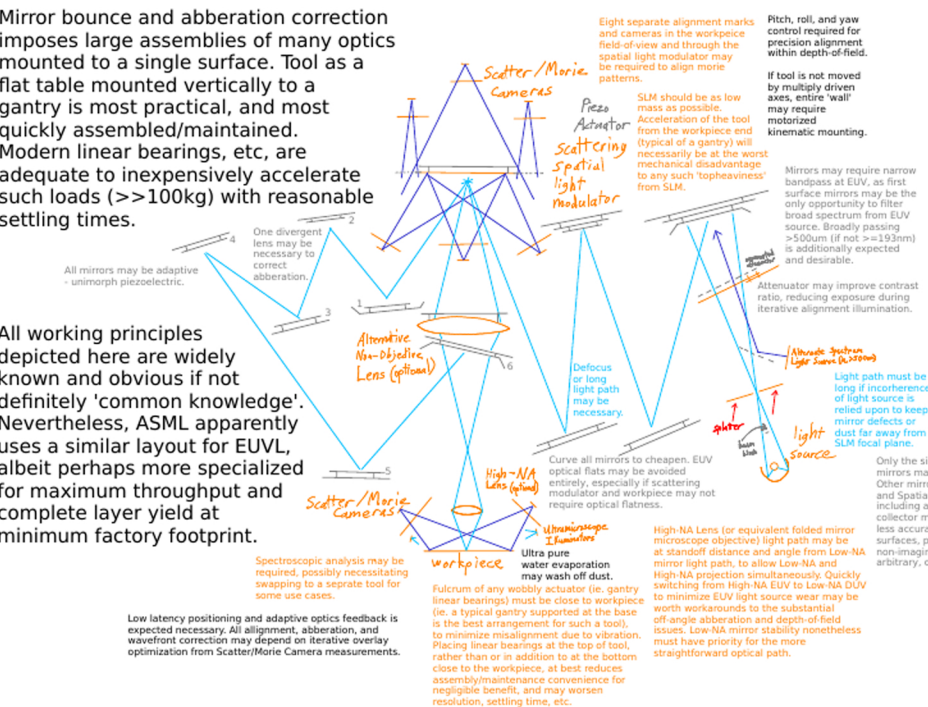 Mirror bounce and abberation correction
imposes large assemblies of many optics
mounted to a single surface. Tool as a
flat table mounted vertically to a
gantry is most practical, and most
quickly assembled/maintained.
Modern linear bearings, etc, are
adequate to inexpensively accelerate
such loads (>>100kg) with reasonable
settling times.
Eight separate alignment marks
and cameras in the workpeice
field-of-view and through the
spatial light modulator may
be required to align morie
patterns.
Pitch, roll, and yaw
control required for
precision alignment
within depth-of-field.
If tool is not moved
by multiply driven
axes, entire 'wall'
may require
motorized
kinematic mounting.
Scatter/Morie
Cameras
Piezo
Actuator
scattering
spatial
light
modulator
SLM should be as low
mass as possible.
Acceleration of the tool
from the workpiece end
(typical of a gantry) will
necessarily be at the worst
mechanical disadvantage
to any such 'topheaviness'
from SLM.
Mirrors may require narrow
bandpass at EUV, as first
surface mirrors may be the
only opportunity to filter
broad spectrum from EUV
source. Broadly passing
>500um (if not >=193nm)
is additionally expected
and desirable.
2
4
One divergent
lens may be
necessary to
correct
abberation.
All mirrors may be adaptive
- unimorph piezoelectric.
1
3
Attenuator may improve contrast
ratio, reducing exposure during
iterative alignment illumination.
All working principles
depicted here are widely
known and obvious if not
definitely 'common knowledge'.
Nevertheless, ASML apparently
uses a similar layout for EUVL,
albeit perhaps more specialized
for maximum throughput and
complete layer yield at
minimum factory footprint.
Alternative
Non-Objective
Lens (optional)
6
Defocus
or long
light path
may be
necessary.
Alternate Spectrum
Light path must be
long if incorherence
of light source is
relied upon to keep
mirror defects or
dust far away from
SLM focal plane.
light
source
5
Curve all mirrors to cheapen. EUV
optical flats may be avoided
entirely, especially if scattering
modulator and workpiece may not
require optical flatness.
Only the si
mirrors ma
Other mirr
and Spatia
including a
collector m
less accura
surfaces, p
non-imagin
arbitrary, c
High-NA
Lens (optional)
Scatter/Morie
Cameras
Ultramicroscope
Illuminators
workpiece
Ultra pure
water evaporation
may wash off dust.
High-NA Lens (or equivalent folded mirror
microscope objective) light path may be
at standoff distance and angle from Low-NA
mirror light path, to allow Low-NA and
High-NA projection simultaneously. Quickly
switching from High-NA EUV to Low-NA DUV
to minimize EUV light source wear may be
worth workarounds to the substantial
off-angle abberation and depth-of-field
issues. Low-NA mirror stability nonetheless
must have priority for the more
straightforward optical path.
Spectroscopic analysis may be
required, possibly necessitating
swapping to a seprate tool for
some use cases.
Fulcrum of any wobbly actuator (ie. gantry
linear bearings) must be close to workpiece
(ie. a typical gantry supported at the base
is the best arrangement for such a tool),
to minimize misalignment due to vibration.
Placing linear bearings at the top of tool,
rather than or in addition to at the bottom
close to the workpiece, at best reduces
assembly/maintenance convenience for
negligible benefit, and may worsen
resolution, settling time, etc.
Low latency positioning and adaptive optics feedback is
expected necessary. All allignment, abberation, and
wavefront correction may depend on iterative overlay
optimization from Scatter/Morie Camera measurements.